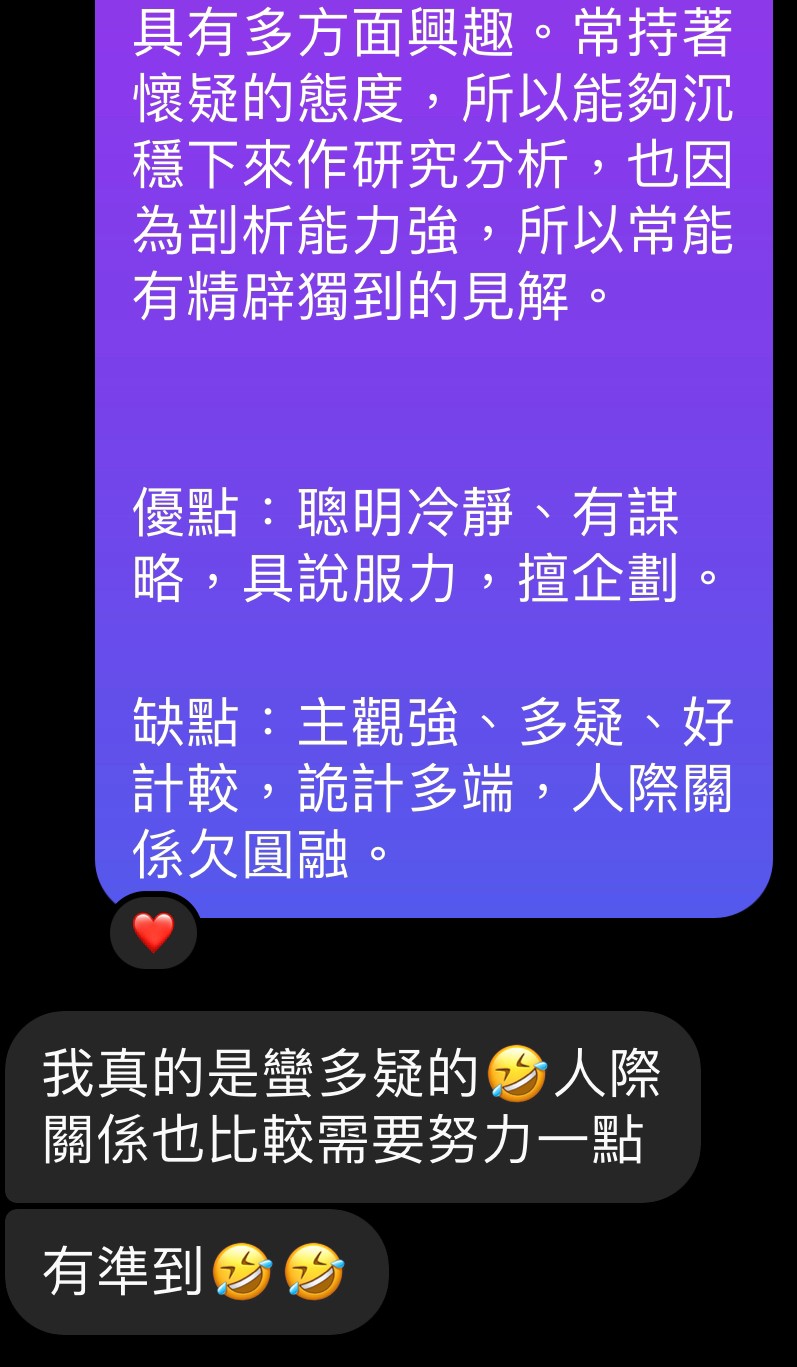 具有多方面興趣。常持著
懷疑的態度，所以能夠沉
穩下來作研究分析，也因
為剖析能力強，所以常能
有精辟獨到的見解。
優點：聰明冷靜、有謀
略，具說服力，擅企劃。
缺點：主觀強、多疑、好
計較，詭計多端，人際關
係欠圓融。
❤️
我真的是蠻多疑的🤣人際
關係也比較需要努力一點
有準到🤣🤣